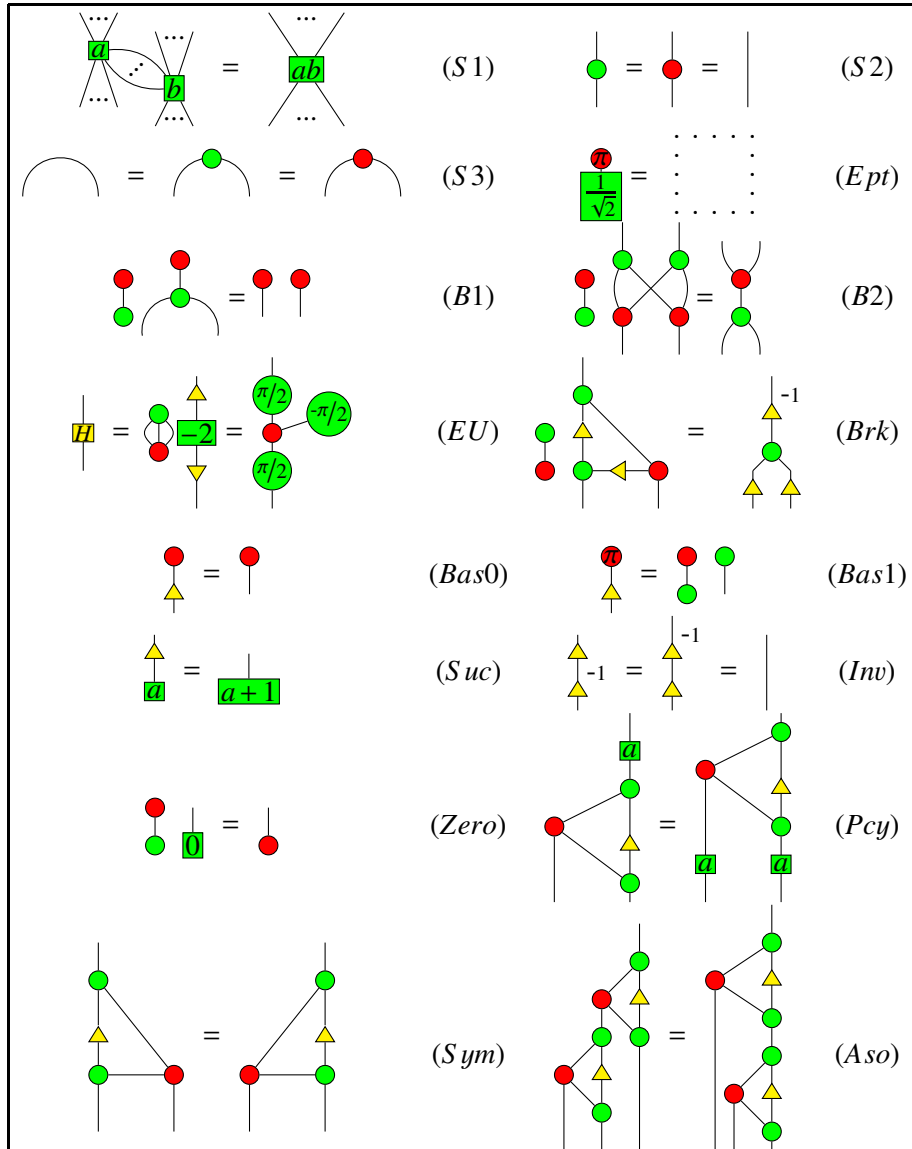 ... ...
a ... = ab (S1) = = (S2)
b
... ... ... ...
= = (S3) π i/√2 = (Ept)
= (B1) = (B2)
H = -2 = π/2 -π/2 π/2 (EU) = -1 (Brk)
= (Bas0) π = (Bas1)
a = a + 1 (Suc) -1 = -1 = (Inv)
0 = (Zero) a = a a (Pcy)
= (Sym) = (Aso)